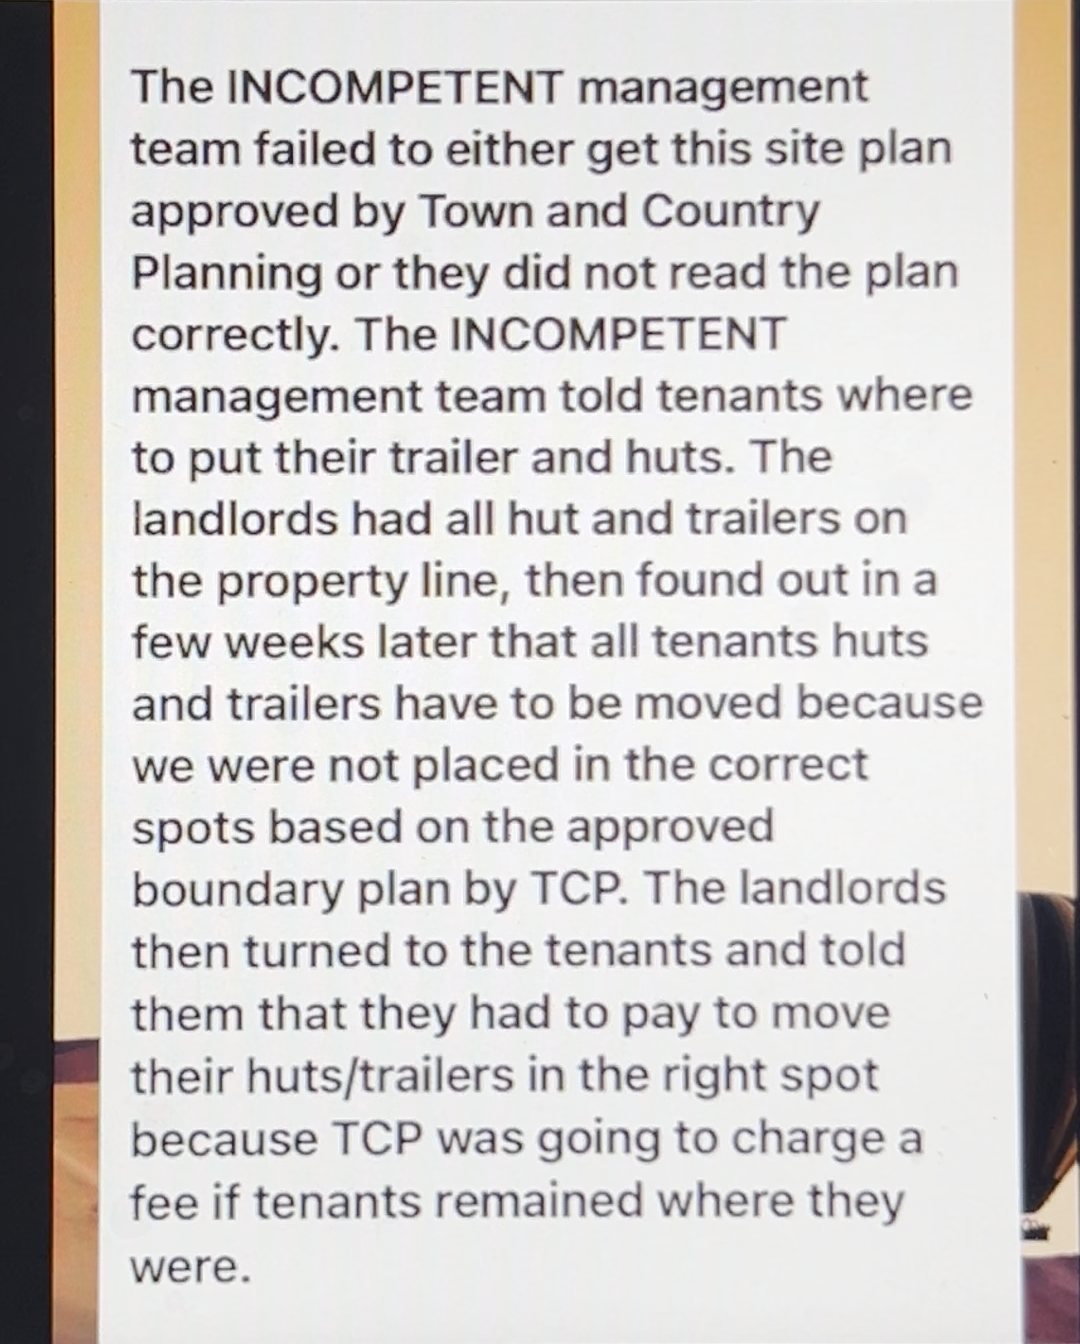 The INCOMPETENT management
team failed to either get this site plan
approved by Town and Country
Planning or they did not read the plan
correctly. The INCOMPETENT
management team told tenants where
to put their trailer and huts. The
landlords had all hut and trailers on
the property line, then found out in a
few weeks later that all tenants huts
and trailers have to be moved because
we were not placed in the correct
spots based on the approved
boundary plan by TCP. The landlords
then turned to the tenants and told
them that they had to pay to move
their huts/trailers in the right spot
because TCP was going to charge a
fee if tenants remained where they
were.